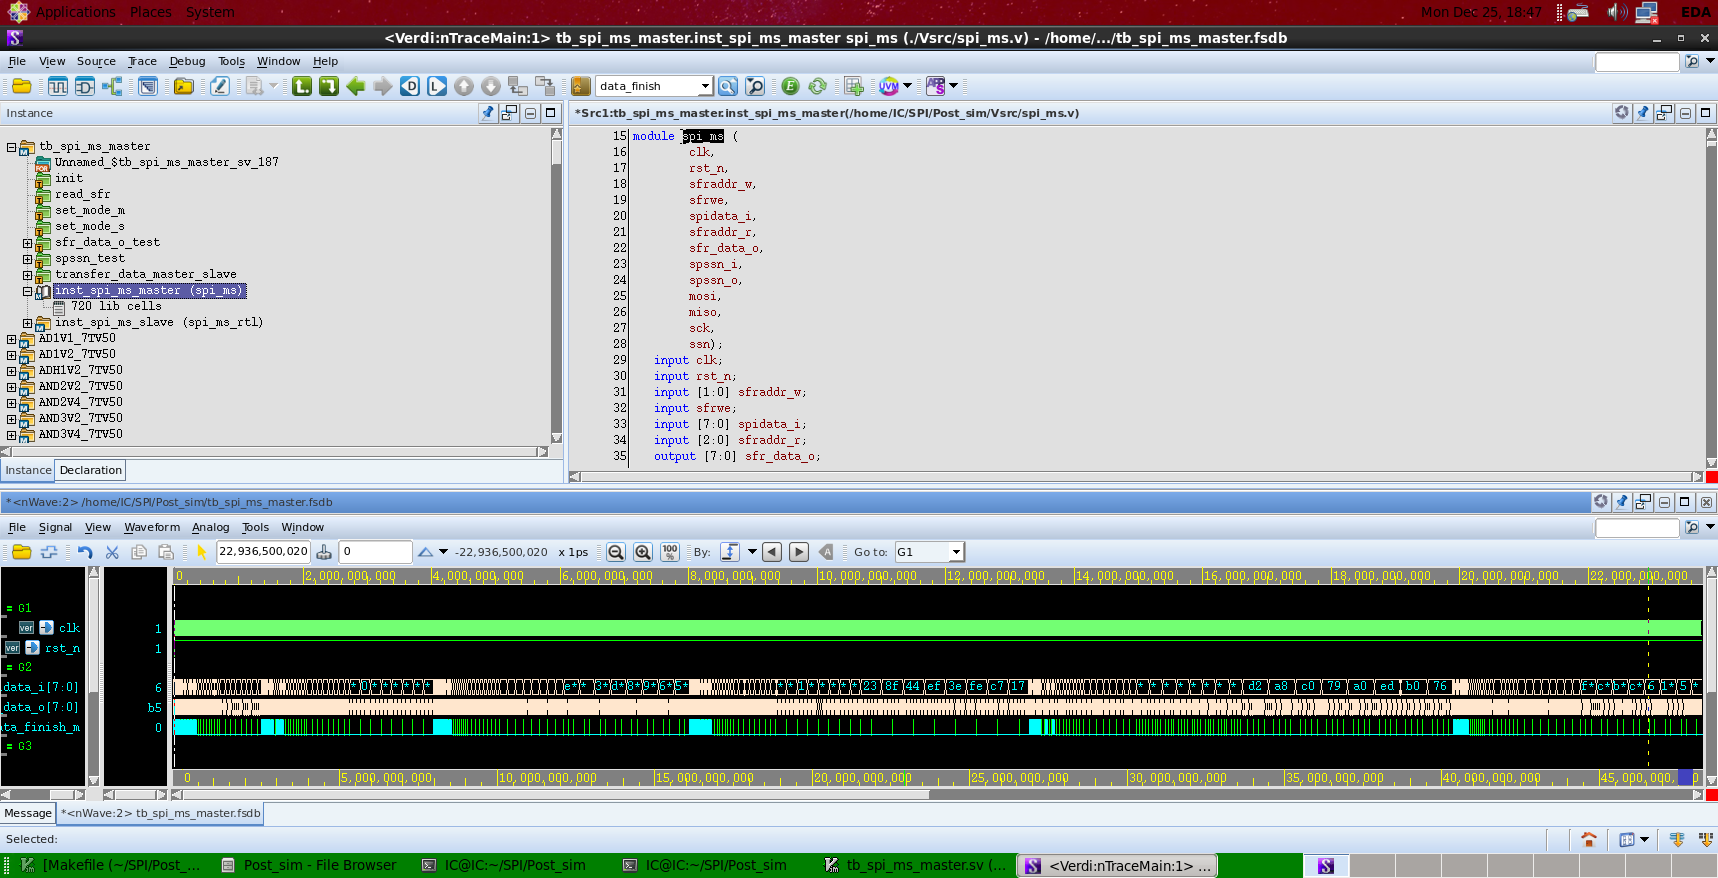 Applications Places System Mon Dec 25, 18:47 EDA
<Verdi:nTraceMain:1> tb_spi_ms_master.inst_spi_ms_master spi_ms (./Vsrc/spi_ms.v) - /home/.../tb_spi_ms_master.fsdb
File View Source Trace Debug Tools Window Help
data_finish
Instance
tb_spi_ms_master
Unnamed_$tb_spi_ms_master_sv_187
init
read_sfr
set_mode_m
set_mode_s
sfr_data_o_test
spssn_test
transfer_data_master_slave
inst_spi_ms_master (spi_ms)
720 lib cells
inst_spi_ms_slave (spi_ms_rtl)
AD1V1_7TV50
AD1V2_7TV50
ADH1V2_7TV50
AND2V2_7TV50
AND2V4_7TV50
AND3V2_7TV50
AND3V4_7TV50
Instance Declaration
*Src1:tb_spi_ms_master.inst_spi_ms_master(/home/IC/SPI/Post_sim/Vsrc/spi_ms.v)
15 module spi_ms (
16 clk,
17 rst_n,
18 sfraddr_w,
19 sfrwe,
20 spidata_i,
21 sfraddr_r,
22 sfr_data_o,
23 spssn_i,
24 spssn_o,
25 mosi,
26 miso,
27 sck,
28 ssn);
29 input clk;
30 input rst_n;
31 input [1:0] sfraddr_w;
32 input sfrwe;
33 input [7:0] spidata_i;
34 input [2:0] sfraddr_r;
35 output [7:0] sfr_data_o;
*<nWave:2> /home/IC/SPI/Post_sim/tb_spi_ms_master.fsdb
File Signal View Waveform Analog Tools Window
22,936,500,020 0 -22,936,500,020 x 1ps 100% By: Go to: G1
0 2,000,000,000 4,000,000,000 6,000,000,000 8,000,000,000 10,000,000,000 12,000,000,000 14,000,000,000 16,000,000,000 18,000,000,000 20,000,000,000 22,000,000,000
= G1
ver clk 1
ver rst_n 1
= G2
data_i[7:0] 6 *0****** e** 3*d*8*9*6*5* **1*****23 8f 44 ef 3e fe c7 17 ******** d2 a8 c0 79 a0 ed b0 76 f*c*b*c*6 1*5*
data_o[7:0] b5
ta_finish_m 0
= G3
0 5,000,000,000 10,000,000,000 15,000,000,000 20,000,000,000 25,000,000,000 30,000,000,000 35,000,000,000 40,000,000,000
Message *<nWave:2> tb_spi_ms_master.fsdb
Selected:
[Makefile (~/SPI/Post_... Post_sim - File Browser IC@IC:~/SPI/Post_sim IC@IC:~/SPI/Post_sim tb_spi_ms_master.sv (... <Verdi:nTraceMain:1> ...